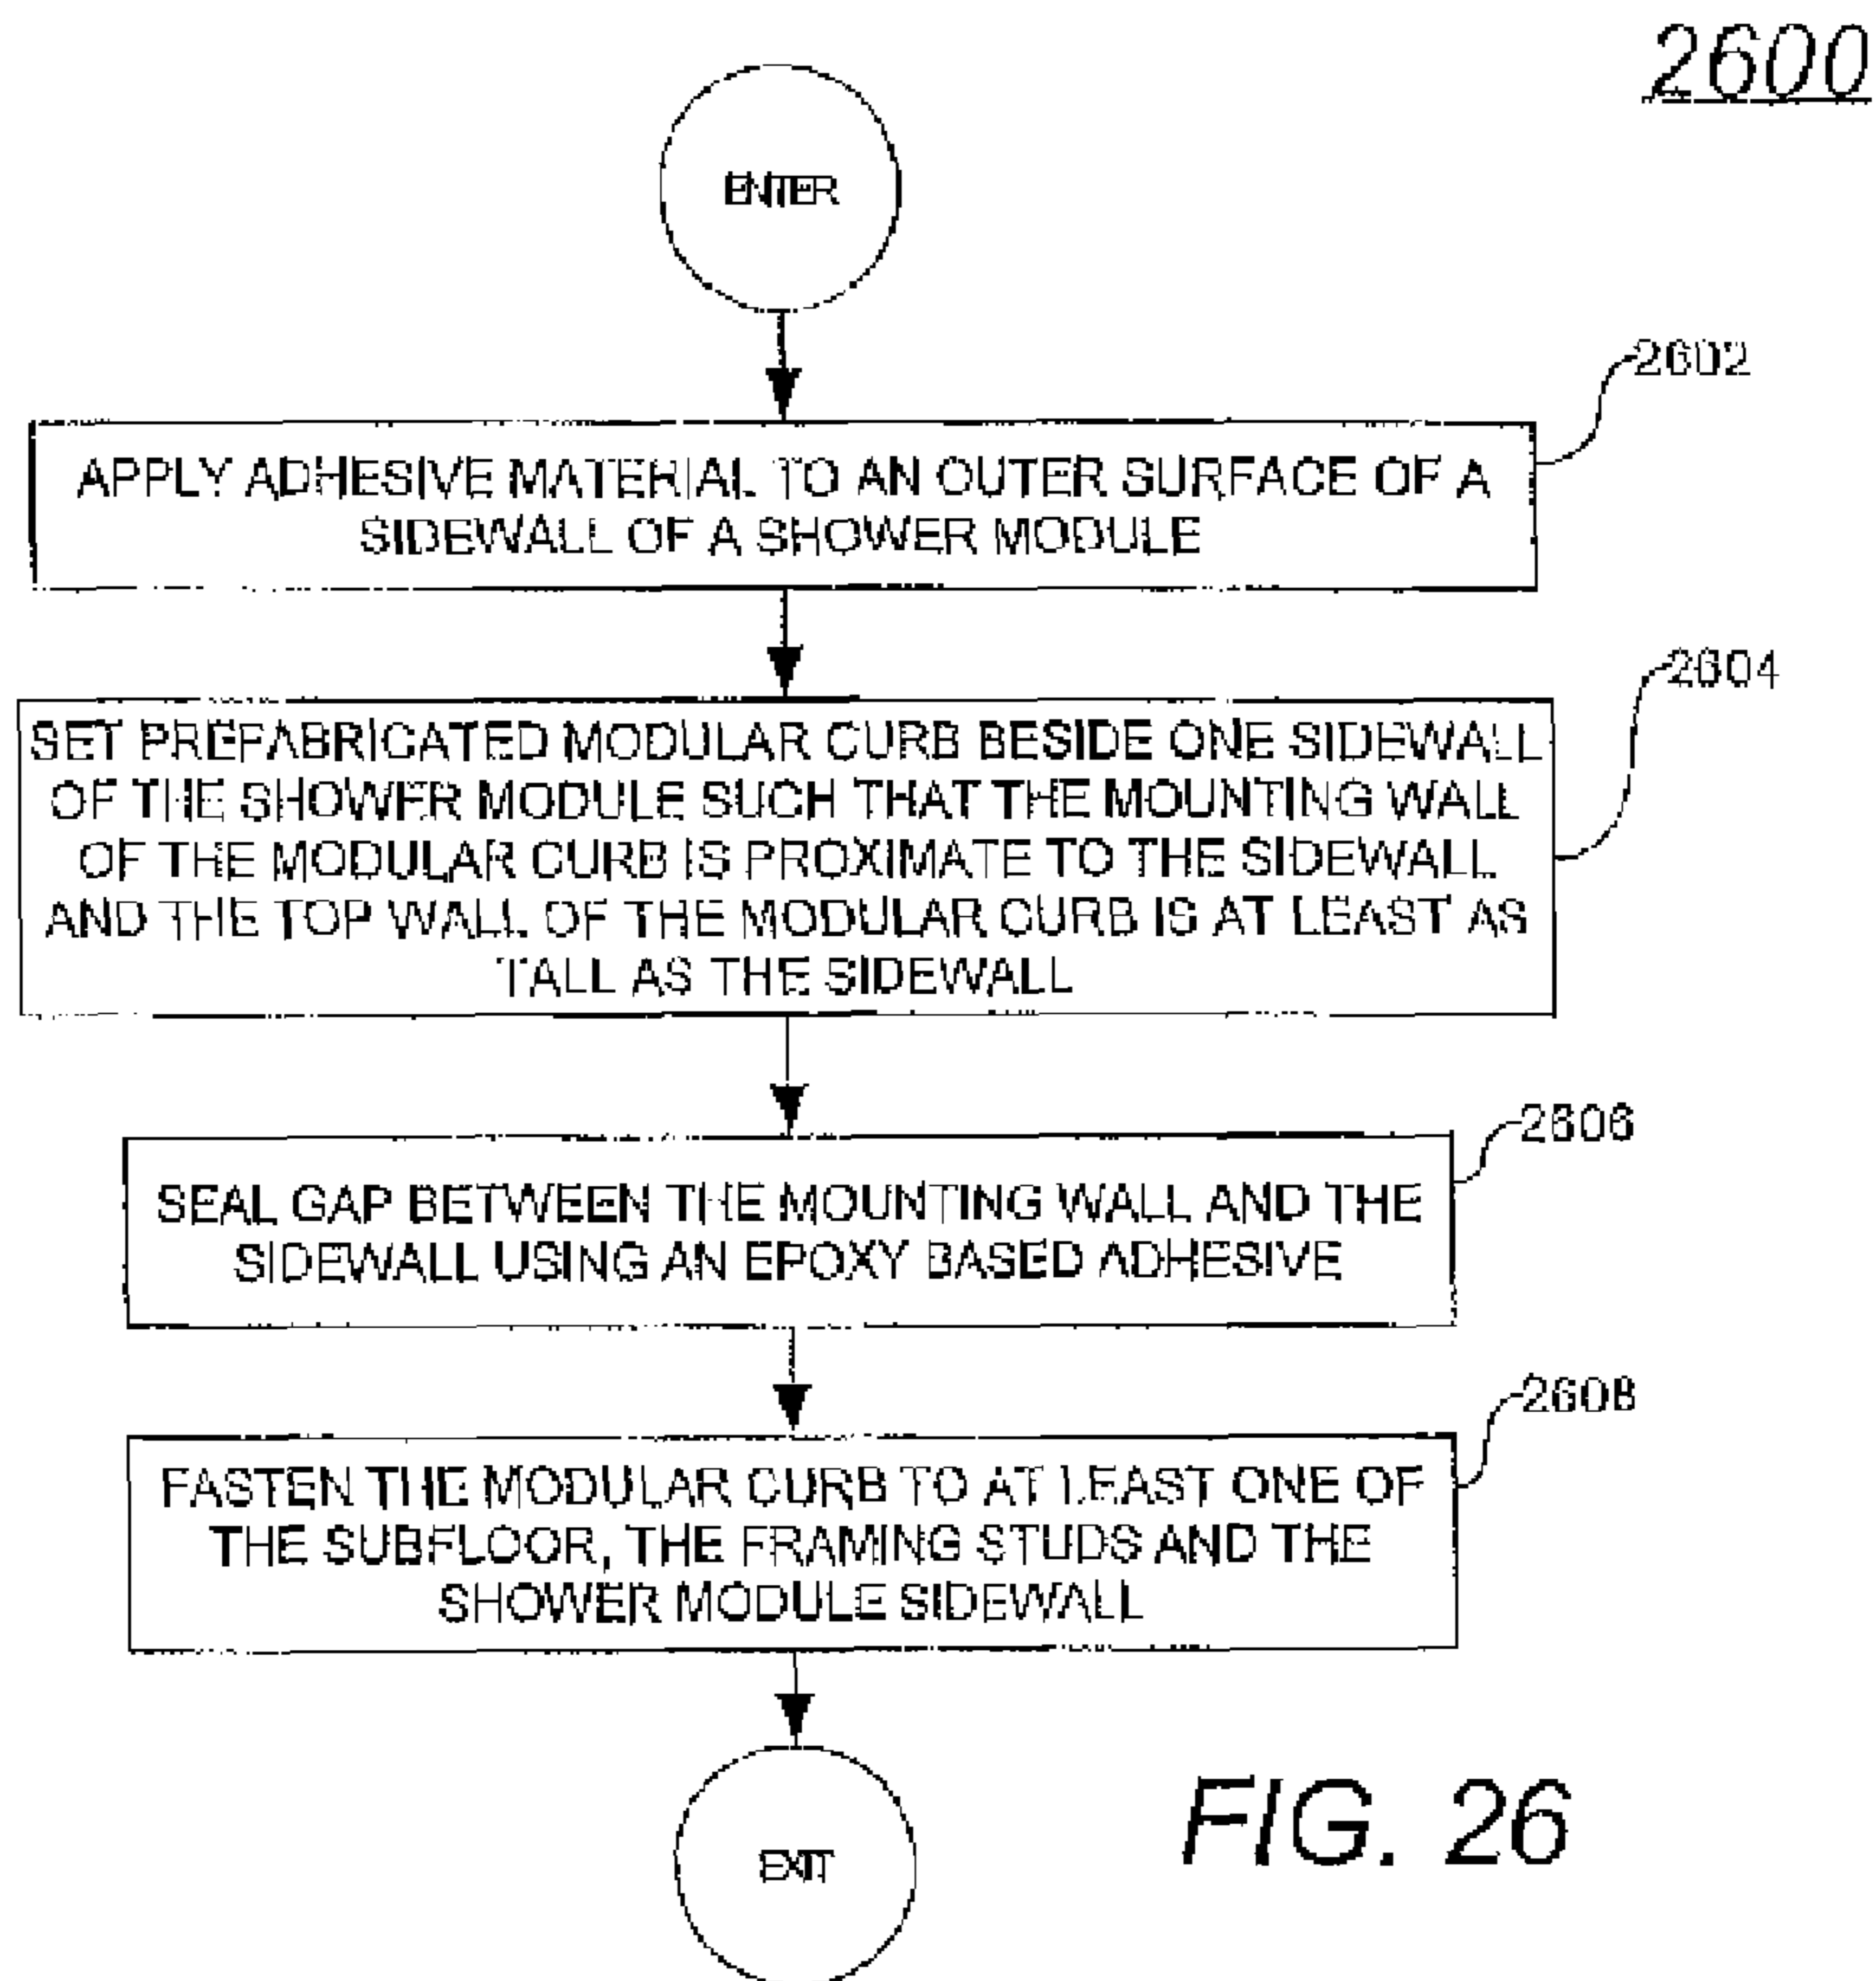 2600
ENTER
2602
APPLY ADHESIVE MATERIAL TO AN OUTER SURFACE OF A
SIDEWALL OF A SHOWER MODULE
2604
SET PREFABRICATED MODULAR CURB BESIDE ONE SIDEWALL
OF THE SHOWER MODULE SUCH THAT THE MOUNTING WALL
OF THE MODULAR CURB IS PROXIMATE TO THE SIDEWALL
AND THE TOP WALL OF THE MODULAR CURB IS AT LEAST AS
TALL AS THE SIDEWALL
2606
SEAL GAP BETWEEN THE MOUNTING WALL AND THE
SIDEWALL USING AN EPOXY BASED ADHESIVE
2608
FASTEN THE MODULAR CURB TO AT LEAST ONE OF
THE SUBFLOOR, THE FRAMING STUDS AND THE
SHOWER MODULE SIDEWALL
EXIT
FIG. 26